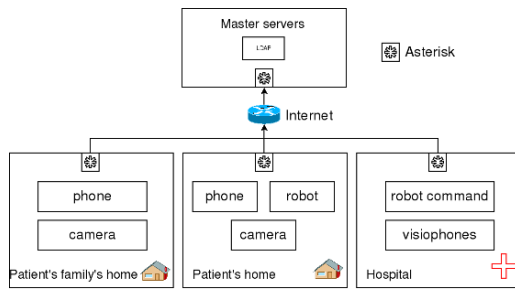 Master servers
LDAP
Asterisk
Internet
phone
camera
Patient's family's home
phone
robot
camera
Patient's home
robot command
visiophones
Hospital